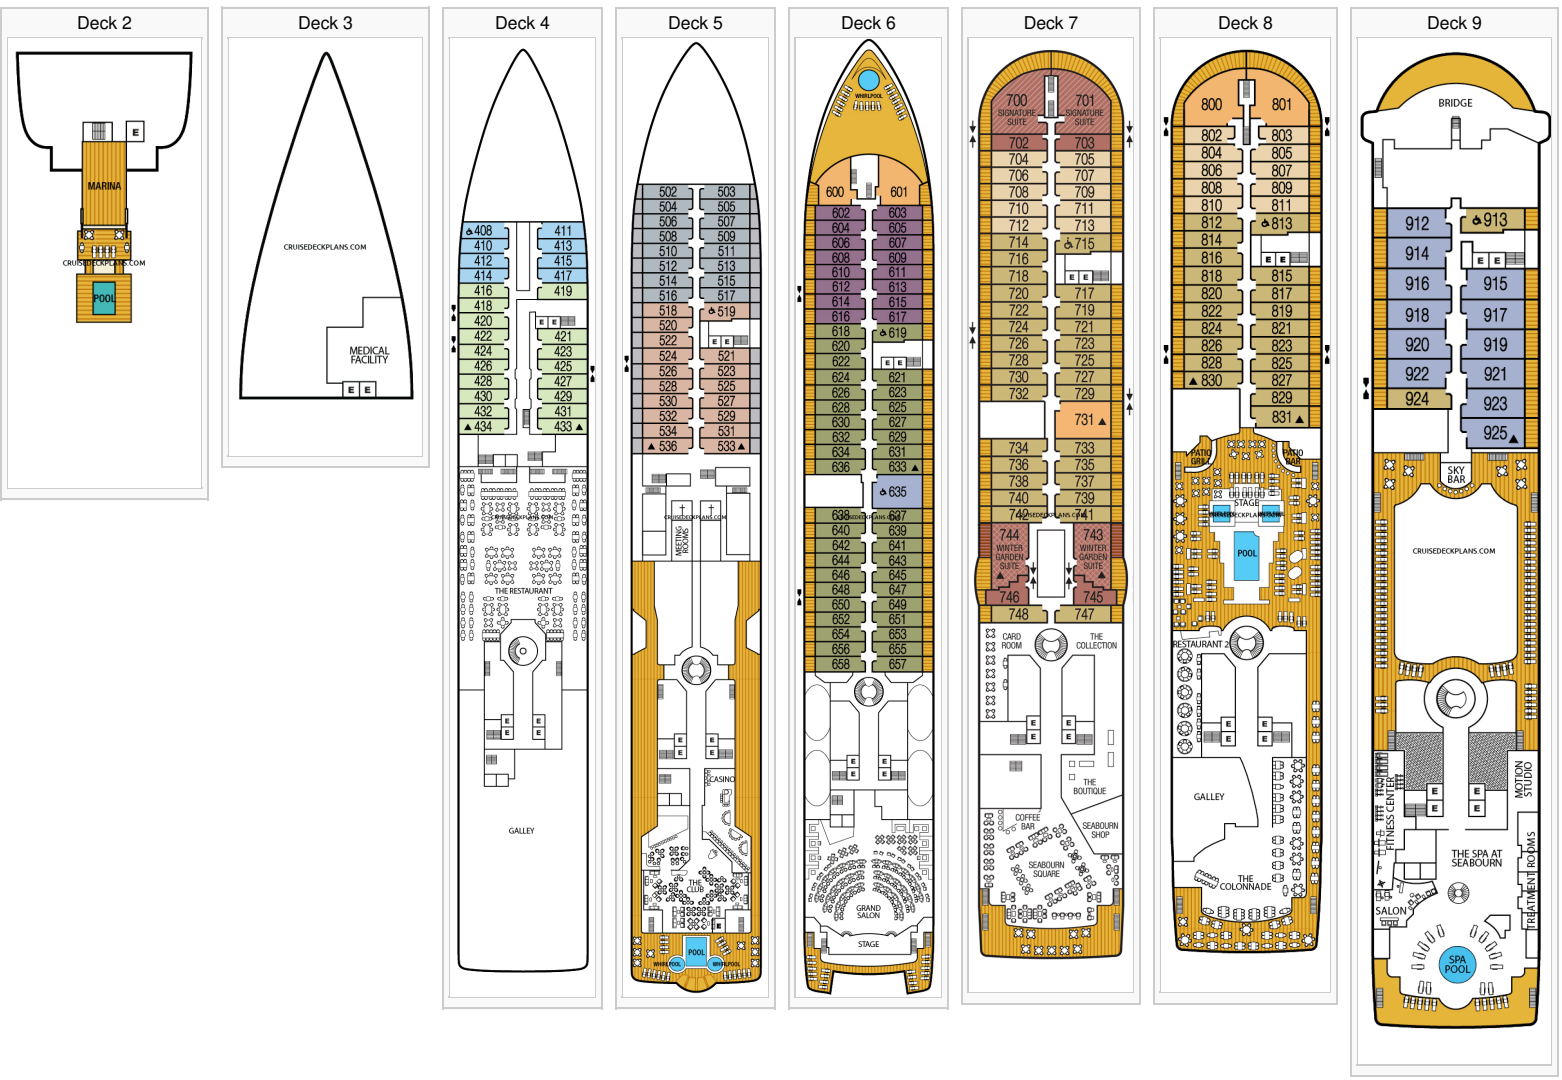 Deck 2
MARINA
E
CRUISEDECKPLANS.COM
POOL
Deck 3
CRUISEDECKPLANS.COM
MEDICAL
FACILITY
E E
Deck 4
408 411
410 413
412 415
414 417
416 419
418
420 E E
422 421
424 423
426 425
428 427
430 429
432 431
434 433
THE RESTAURANT
E E
E E
GALLEY
Deck 5
502 503
504 505
506 507
508 509
510 511
512 513
514 515
516 517
518 519
520
522 E E
524 521
526 523
528 525
530 527
532 529
534 531
536 533
CRUISEDECKPLANS.COM
MEETING
ROOMS
E E
E E
CASINO
THE
CLUB
E
POOL
WHIRLPOOL WHIRLPOOL
Deck 6
WHIRLPOOL
600 601
602 603
604 605
606 607
608 609
610 611
612 613
614 615
616 617
618 619
620
622 E E
624 621
626 623
628 625
630 627
632 629
634 631
636 633
635
638 637
640 639
642 641
644 643
646 645
648 647
650 649
652 651
654 653
656 655
658 657
E E
E E
GRAND
SALON
STAGE
Deck 7
700 701
SIGNATURE SIGNATURE
SUITE SUITE
702 703
704 705
706 707
708 709
710 711
712 713
714 715
716
718 E E
720 717
722 719
724 721
726 723
728 725
730 727
732 729
731
734 733
736 735
738 737
740 739
742 741
744 743
WINTER WINTER
GARDEN GARDEN
SUITE SUITE
746 745
748 747
CARD THE
ROOM COLLECTION
E E
E E
THE
BOUTIQUE
COFFEE
BAR
SEABOURN
SHOP
SEABOURN
SQUARE
Deck 8
800 801
802 803
804 805
806 807
808 809
810 811
812 813
814
816 E E
818 815
820 817
822 819
824 821
826 823
828 825
830 827
829
831
PATIO PATIO
GRILL BAR
STAGE
POOL
RESTAURANT 2
E E
E E
GALLEY
THE
COLONNADE
Deck 9
BRIDGE
912 913
914 E E
916 915
918 917
920 919
922 921
924 923
925
SKY
BAR
CRUISEDECKPLANS.COM
FITNESS CENTER
MOTION
STUDIO
E E
E E
THE SPA AT
SEABOURN
TREATMENT ROOMS
SALON
SPA
POOL